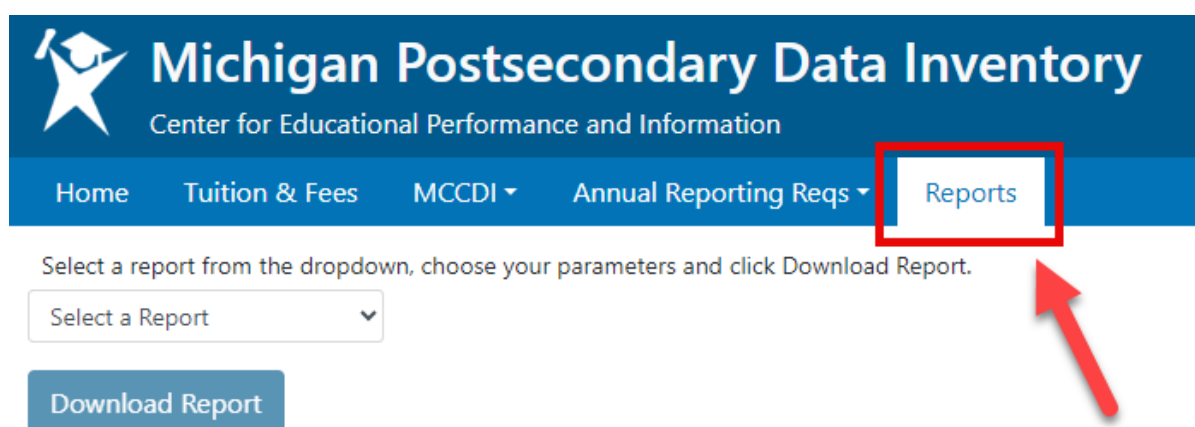 Michigan Postsecondary Data Inventory
Center for Educational Performance and Information
Home Tuition & Fees MCCDI Annual Reporting Reqs Reports
Select a report from the dropdown, choose your parameters and click Download Report.
Select a Report
Download Report